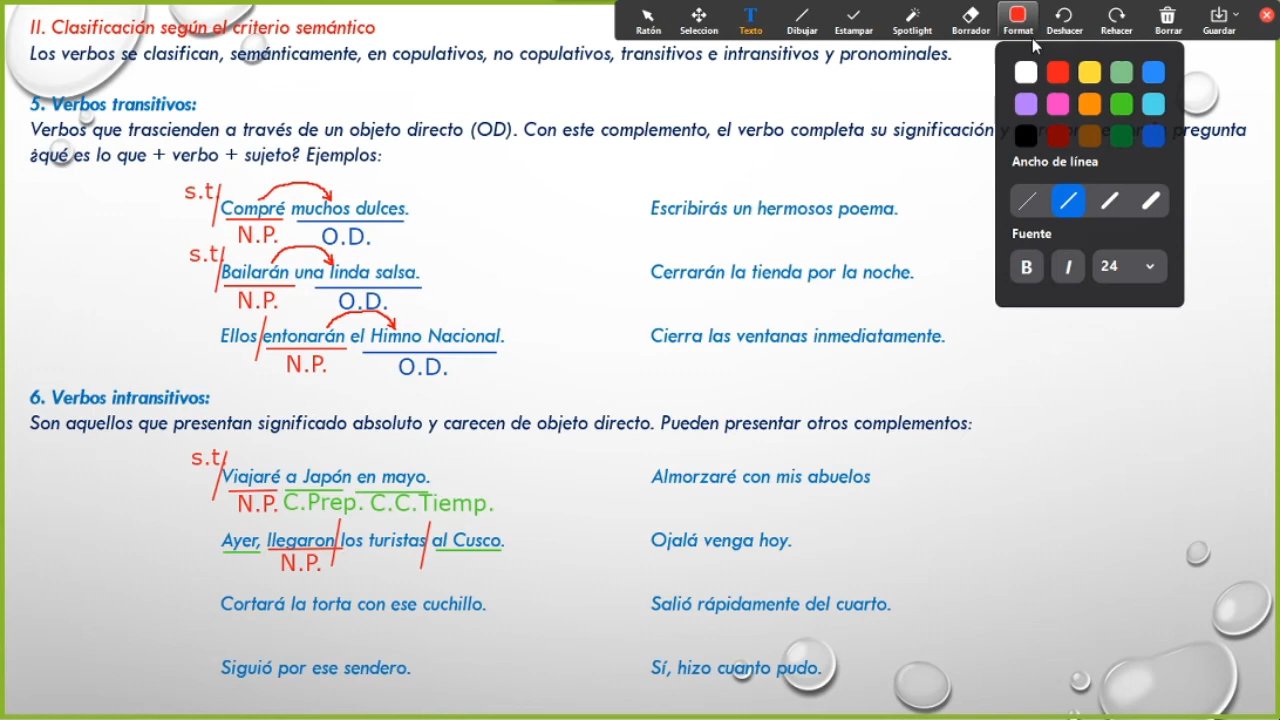 II. Clasificación según el criterio semántico
Los verbos se clasifican, semánticamente, en copulativos, no copulativos, transitivos e intransitivos y pronominales.
Ratón Seleccion Texto Dibujar Estampar Spotlight Borrador Format Deshacer Rehacer Borrar Guardar
Ancho de línea
Fuente
B I 24
5. Verbos transitivos:
Verbos que trascienden a través de un objeto directo (OD). Con este complemento, el verbo completa su significación y pregunta
¿qué es lo que + verbo + sujeto? Ejemplos:
s.t.
Compré muchos dulces. Escribirás un hermosos poema.
N.P. O.D.
s.t.
Bailarán una linda salsa. Cerrarán la tienda por la noche.
N.P. O.D.
Ellos entonarán el Himno Nacional. Cierra las ventanas inmediatamente.
N.P. O.D.
6. Verbos intransitivos:
Son aquellos que presentan significado absoluto y carecen de objeto directo. Pueden presentar otros complementos:
s.t.
Viajaré a Japón en mayo. Almorzaré con mis abuelos
N.P. C.Prep. C.C.Tiemp.
Ayer, llegaron los turistas al Cusco. Ojalá venga hoy.
N.P.
Cortará la torta con ese cuchillo. Salió rápidamente del cuarto.
Siguió por ese sendero. Sí, hizo cuanto pudo.